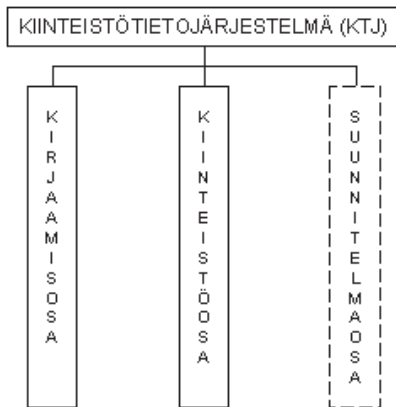 KIINTEISTÖTIETOJÄRJESTELMÄ (KTJ)
KIRJAAMISOSA
KIINTEISTÖOSA
SUUNNITELMAOSA